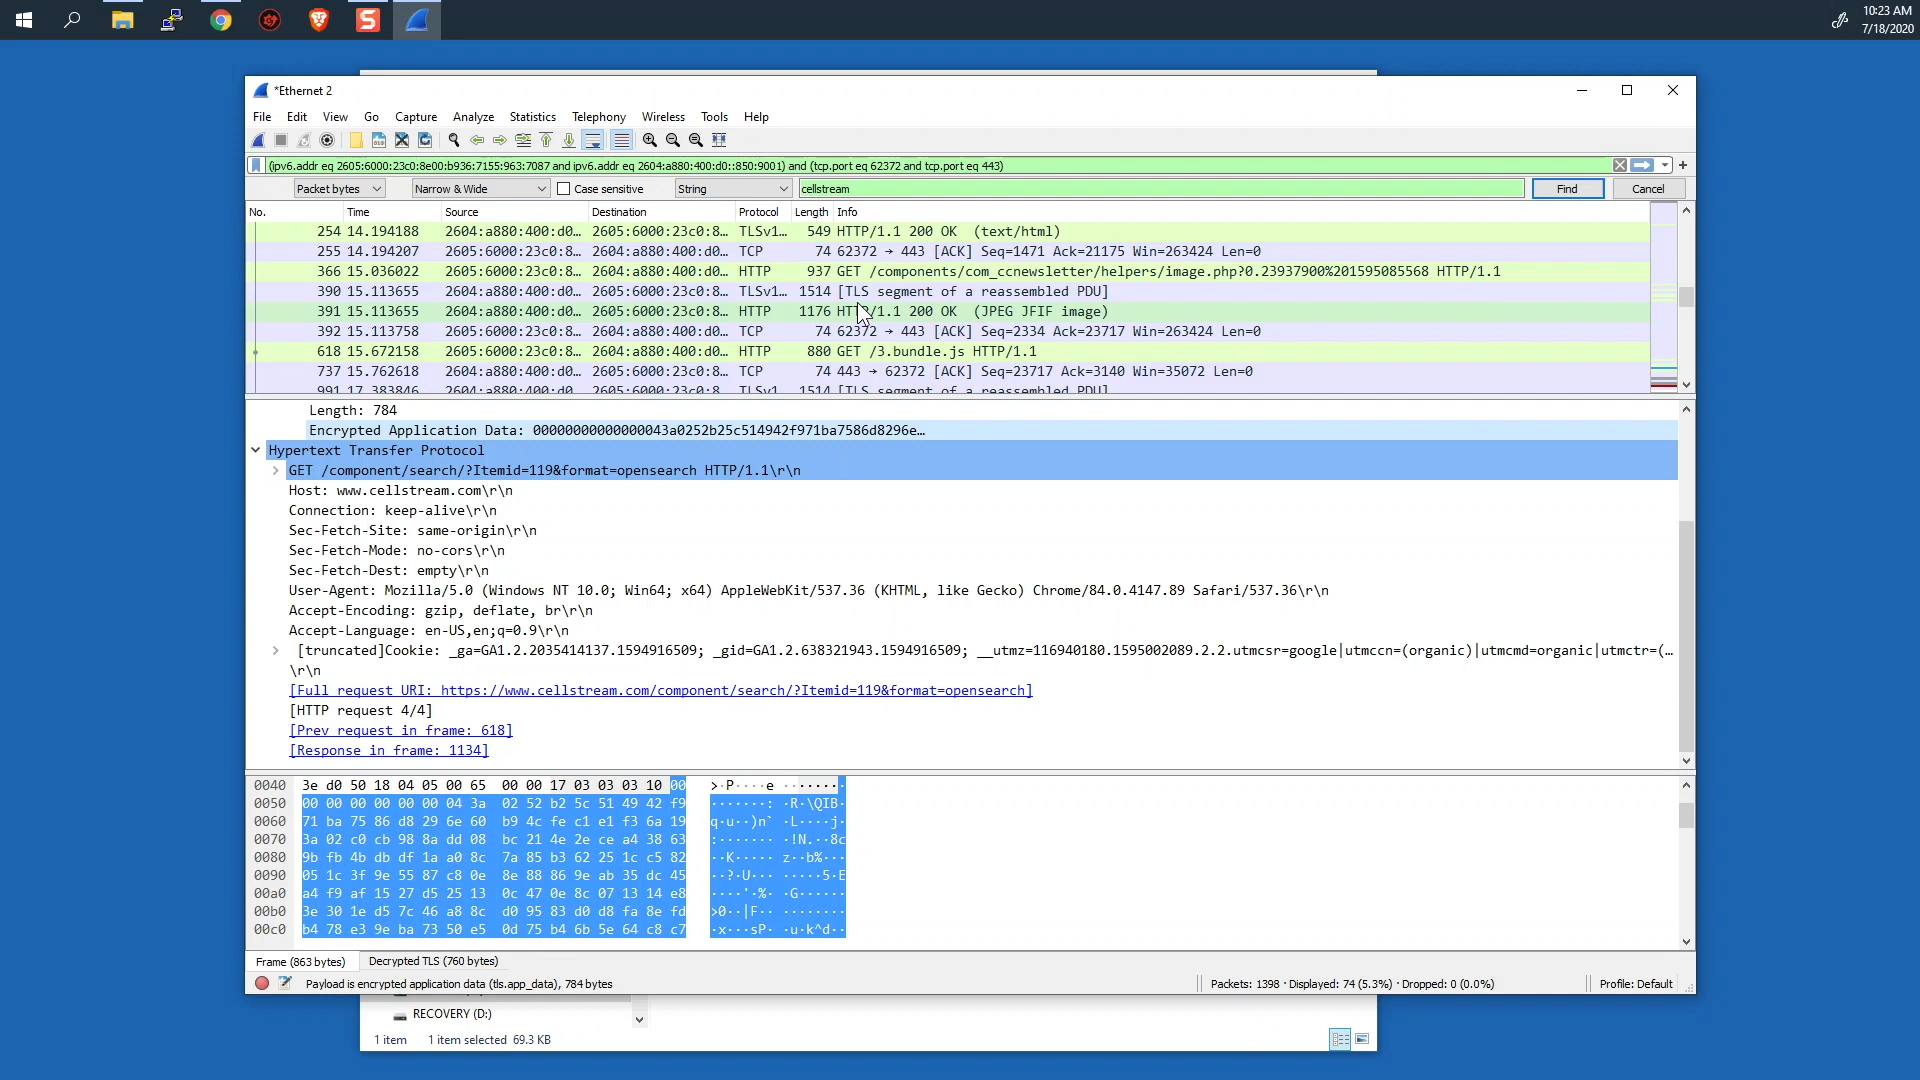 10:23 AM
7/18/2020
*Ethernet 2
File Edit View Go Capture Analyze Statistics Telephony Wireless Tools Help
(ipv6.addr eq 2605:6000:23c0:8e00:b936:7155:963:7087 and ipv6.addr eq 2604:a880:400:d0::850:9001) and (tcp.port eq 62372 and tcp.port eq 443)
Packet bytes Narrow & Wide Case sensitive String cellstream Find Cancel
No. Time Source Destination Protocol Length Info
254 14.194188 2604:a880:400:d0… 2605:6000:23c0:8… TLSv1… 549 HTTP/1.1 200 OK (text/html)
255 14.194207 2605:6000:23c0:8… 2604:a880:400:d0… TCP 74 62372 → 443 [ACK] Seq=1471 Ack=21175 Win=263424 Len=0
366 15.036022 2605:6000:23c0:8… 2604:a880:400:d0… HTTP 937 GET /components/com_ccnewsletter/helpers/image.php?0.23937900%201595085568 HTTP/1.1
390 15.113655 2604:a880:400:d0… 2605:6000:23c0:8… TLSv1… 1514 [TLS segment of a reassembled PDU]
391 15.113655 2604:a880:400:d0… 2605:6000:23c0:8… HTTP 1176 HTTP/1.1 200 OK (JPEG JFIF image)
392 15.113758 2605:6000:23c0:8… 2604:a880:400:d0… TCP 74 62372 → 443 [ACK] Seq=2334 Ack=23717 Win=263424 Len=0
618 15.672158 2605:6000:23c0:8… 2604:a880:400:d0… HTTP 880 GET /3.bundle.js HTTP/1.1
737 15.762618 2604:a880:400:d0… 2605:6000:23c0:8… TCP 74 443 → 62372 [ACK] Seq=23717 Ack=3140 Win=35072 Len=0
991 17.383846 2604:a880:400:d0… 2605:6000:23c0:8 TLSv1 1514 [TLS segment of a reassembled PDU]
Length: 784
Encrypted Application Data: 00000000000000043a0252b25c514942f971ba7586d8296e…
Hypertext Transfer Protocol
GET /component/search/?Itemid=119&format=opensearch HTTP/1.1\r\n
Host: www.cellstream.com\r\n
Connection: keep-alive\r\n
Sec-Fetch-Site: same-origin\r\n
Sec-Fetch-Mode: no-cors\r\n
Sec-Fetch-Dest: empty\r\n
User-Agent: Mozilla/5.0 (Windows NT 10.0; Win64; x64) AppleWebKit/537.36 (KHTML, like Gecko) Chrome/84.0.4147.89 Safari/537.36\r\n
Accept-Encoding: gzip, deflate, br\r\n
Accept-Language: en-US,en;q=0.9\r\n
[truncated]Cookie: _ga=GA1.2.2035414137.1594916509; _gid=GA1.2.638321943.1594916509; __utmz=116940180.1595002089.2.2.utmcsr=google|utmccn=(organic)|utmcmd=organic|utmctr=(…
\r\n
[Full request URI: https://www.cellstream.com/component/search/?Itemid=119&format=opensearch]
[HTTP request 4/4]
[Prev request in frame: 618]
[Response in frame: 1134]
0040 3e d0 50 18 04 05 00 65 00 00 17 03 03 03 10 00 >·P····e ········
0050 00 00 00 00 00 00 04 3a 02 52 b2 5c 51 49 42 f9 ·······: ·R·\QIB·
0060 71 ba 75 86 d8 29 6e 60 b9 4c fe c1 e1 f3 6a 19 q·u··)n` ·L····j·
0070 3a 02 c0 cb 98 8a dd 08 bc 21 4e 2e ce a4 38 63 :······· ·!N.··8c
0080 9b fb 4b db df 1a a0 8c 7a 85 b3 62 25 1c c5 82 ··K····· z··b%···
0090 05 1c 3f 9e 55 87 c8 0e 8e 88 86 9e ab 35 dc 45 ··?·U··· ·····5·E
00a0 a4 f9 af 15 27 d5 25 13 0c 47 0e 8c 07 13 14 e8 ····'·%· ·G······
00b0 3e 30 1e d5 7c 46 a8 8c d0 95 83 d0 d8 fa 8e fd >0··|F·· ········
00c0 b4 78 e3 9e ba 73 50 e5 0d 75 b4 6b 5e 64 c8 c7 ·x···sP· ·u·k^d··
Frame (863 bytes) Decrypted TLS (760 bytes)
Payload is encrypted application data (tls.app_data), 784 bytes Packets: 1398 · Displayed: 74 (5.3%) · Dropped: 0 (0.0%) Profile: Default
RECOVERY (D:)
1 item 1 item selected 69.3 KB